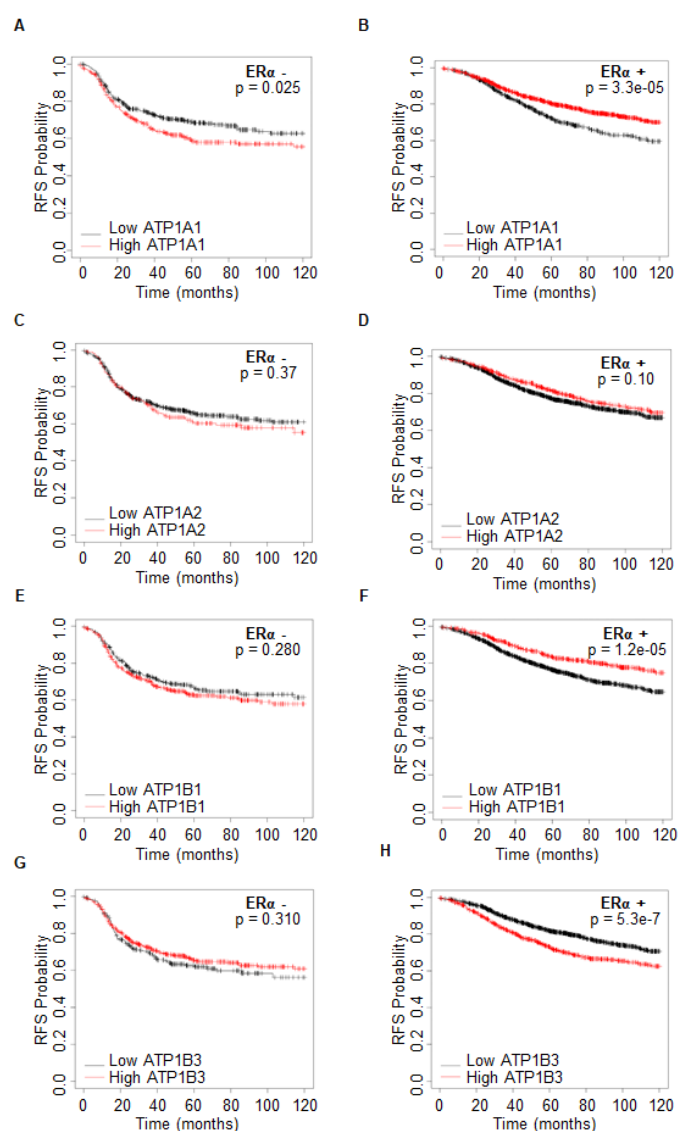 A
ERα -
p = 0.025
RFS Probability
0.0 0.2 0.4 0.6 0.8 1.0
Low ATP1A1
High ATP1A1
0 20 40 60 80 100 120
Time (months)
B
ERα +
p = 3.3e-05
RFS Probability
0.0 0.2 0.4 0.6 0.8 1.0
Low ATP1A1
High ATP1A1
0 20 40 60 80 100 120
Time (months)
C
ERα -
p = 0.37
RFS Probability
0.0 0.2 0.4 0.6 0.8 1.0
Low ATP1A2
High ATP1A2
0 20 40 60 80 100 120
Time (months)
D
ERα +
p = 0.10
RFS Probability
0.0 0.2 0.4 0.6 0.8 1.0
Low ATP1A2
High ATP1A2
0 20 40 60 80 100 120
Time (months)
E
ERα -
p = 0.280
RFS Probability
0.0 0.2 0.4 0.6 0.8 1.0
Low ATP1B1
High ATP1B1
0 20 40 60 80 100 120
Time (months)
F
ERα +
p = 1.2e-05
RFS Probability
0.0 0.2 0.4 0.6 0.8 1.0
Low ATP1B1
High ATP1B1
0 20 40 60 80 100 120
Time (months)
G
ERα -
p = 0.310
RFS Probability
0.0 0.2 0.4 0.6 0.8 1.0
Low ATP1B3
High ATP1B3
0 20 40 60 80 100 120
Time (months)
H
ERα +
p = 5.3e-7
RFS Probability
0.0 0.2 0.4 0.6 0.8 1.0
Low ATP1B3
High ATP1B3
0 20 40 60 80 100 120
Time (months)